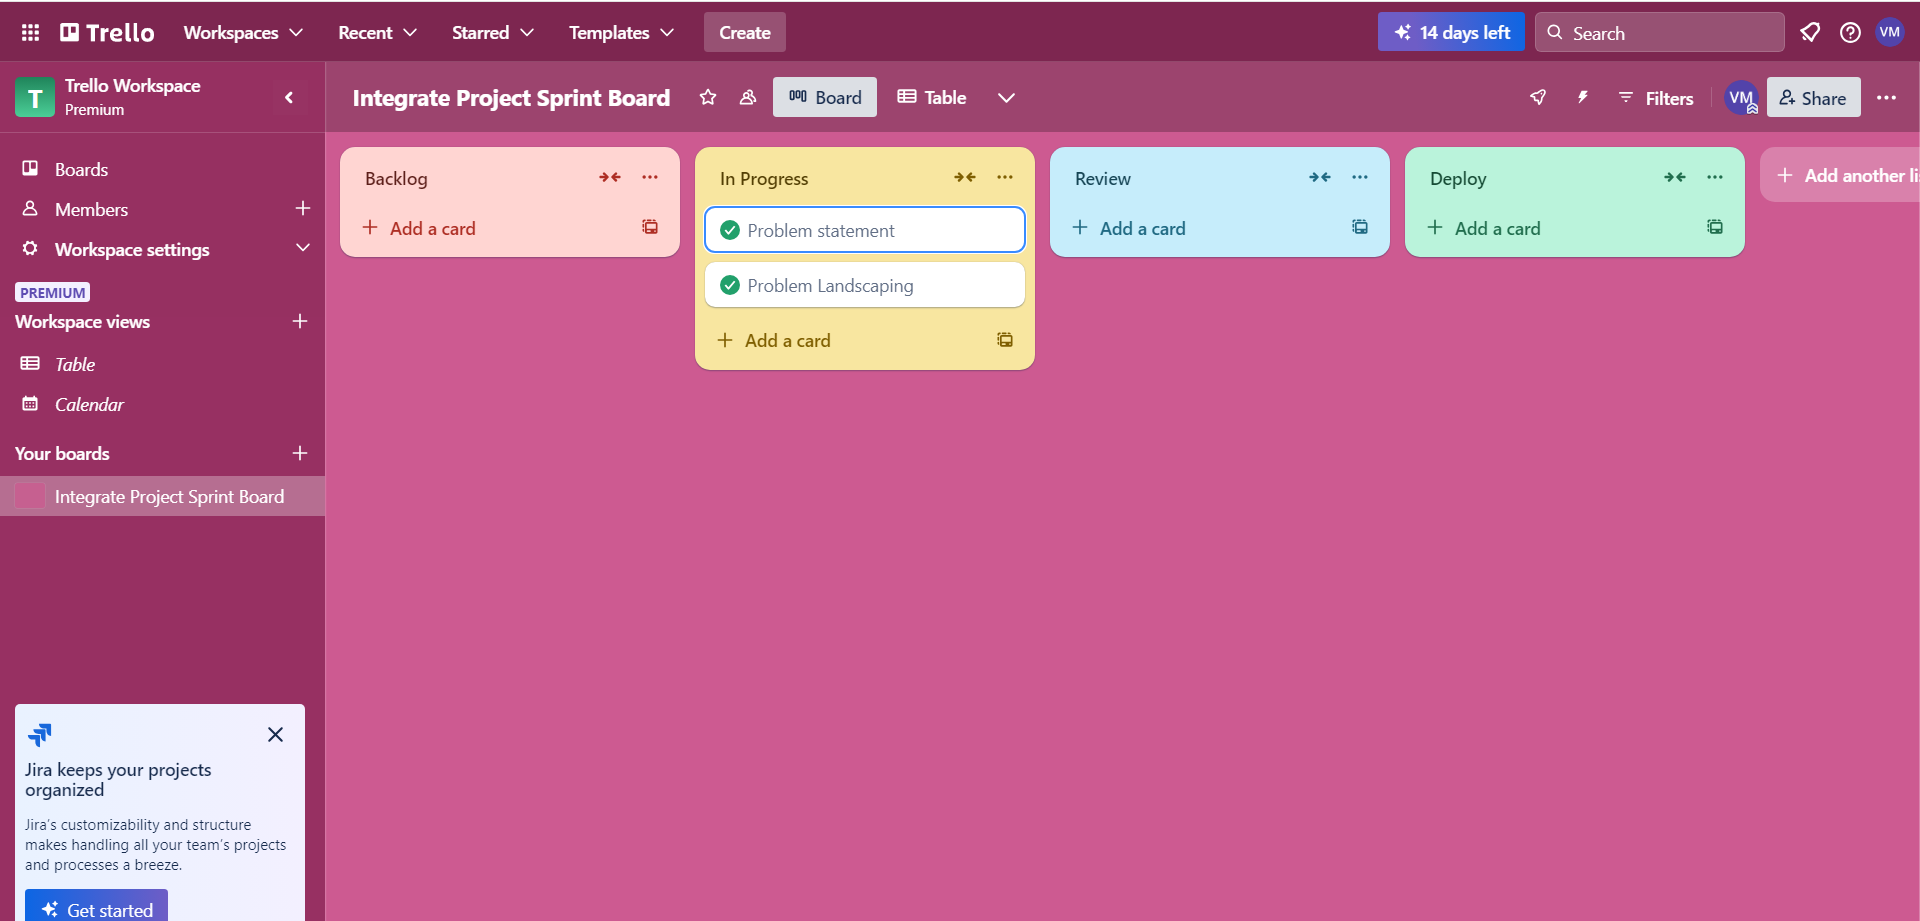 Trello
Workspaces
Recent
Starred
Templates
Create
14 days left
Search
VM
T
Trello Workspace
Premium
Integrate Project Sprint Board
Board
Table
Filters
VM
Share
Boards
Members
Workspace settings
PREMIUM
Workspace views
Table
Calendar
Your boards
Integrate Project Sprint Board
Jira keeps your projects
organized
Jira's customizability and structure
makes handling all your team's projects
and processes a breeze.
Get started
Backlog
Add a card
In Progress
Problem statement
Problem Landscaping
Add a card
Review
Add a card
Deploy
Add a card
Add another li